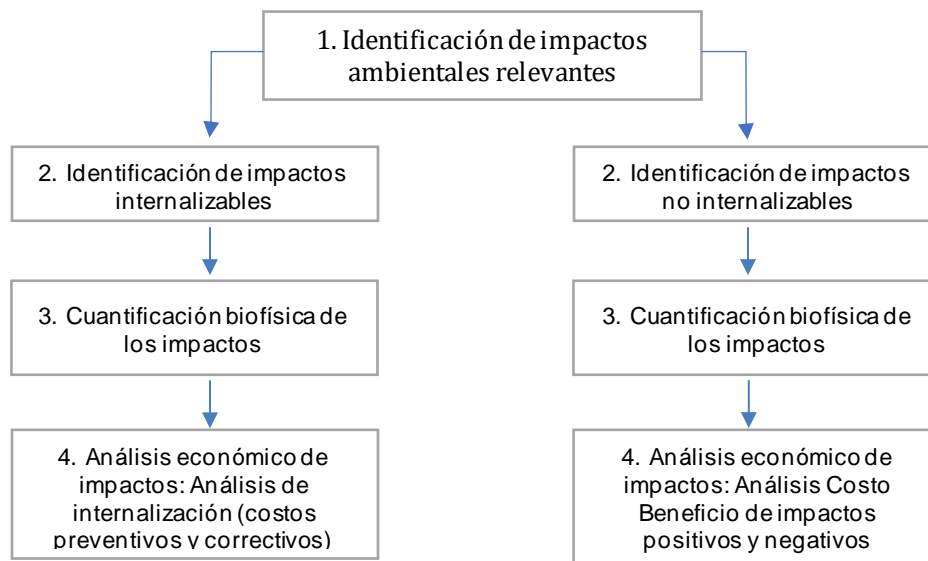 1. Identificación de impactos
ambientales relevantes
2. Identificación de impactos
internalizables
2. Identificación de impactos
no internalizables
3. Cuantificación biofísica de
los impactos
3. Cuantificación biofísica de
los impactos
4. Análisis económico de
impactos: Análisis de
internalización (costos
preventivos y correctivos)
4. Análisis económico de
impactos: Análisis Costo
Beneficio de impactos
positivos y negativos